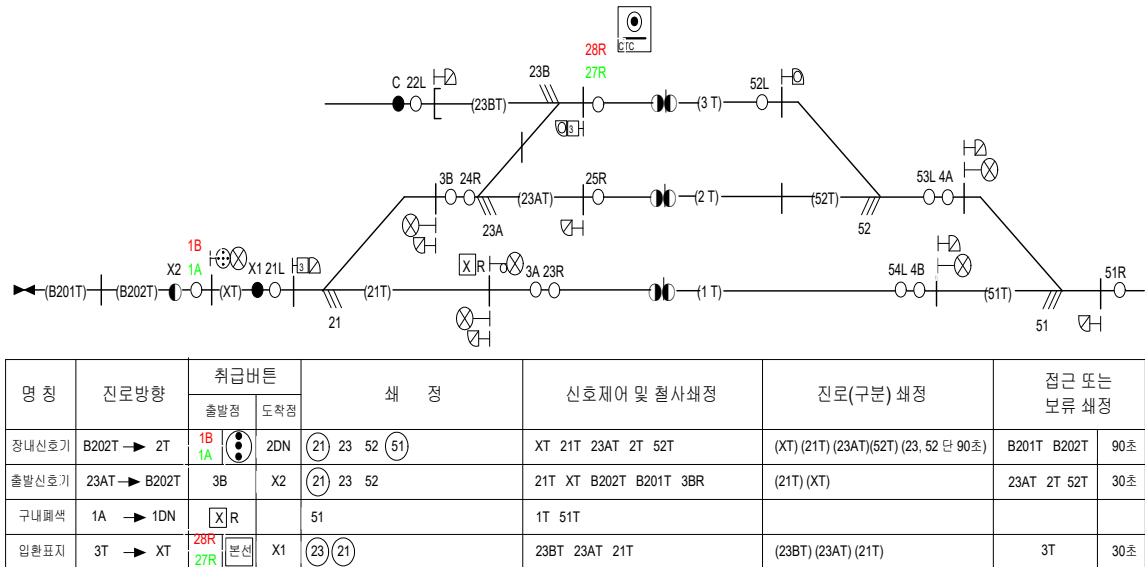 CTC
28R
27R
23B
C 22L
(23BT)
(3 T)
52L
3
3B 24R
(23AT)
25R
(2 T)
(52T)
53L 4A
23A
52
1B
1A
X2
X1 21L
3
X R
3A 23R
54L 4B
51R
(B201T)
(B202T)
(XT)
(21T)
(1 T)
(51T)
21
51
명 칭 진로방향 취급버튼 쇄 정 신호제어 및 철사쇄정 진로(구분) 쇄정 접근 또는
보류 쇄정
출발점 도착점
장내신호기 B202T → 2T 1B
1A 2DN 21 23 52 51 XT 21T 23AT 2T 52T (XT) (21T) (23AT)(52T) (23, 52 단 90초) B201T B202T 90초
출발신호기 23AT → B202T 3B X2 21 23 52 21T XT B202T B201T 3BR (21T) (XT) 23AT 2T 52T 30초
구내폐색 1A → 1DN X R 51 1T 51T
입환표지 3T → XT 28R
27R 본선 X1 23 21 23BT 23AT 21T (23BT) (23AT) (21T) 3T 30초